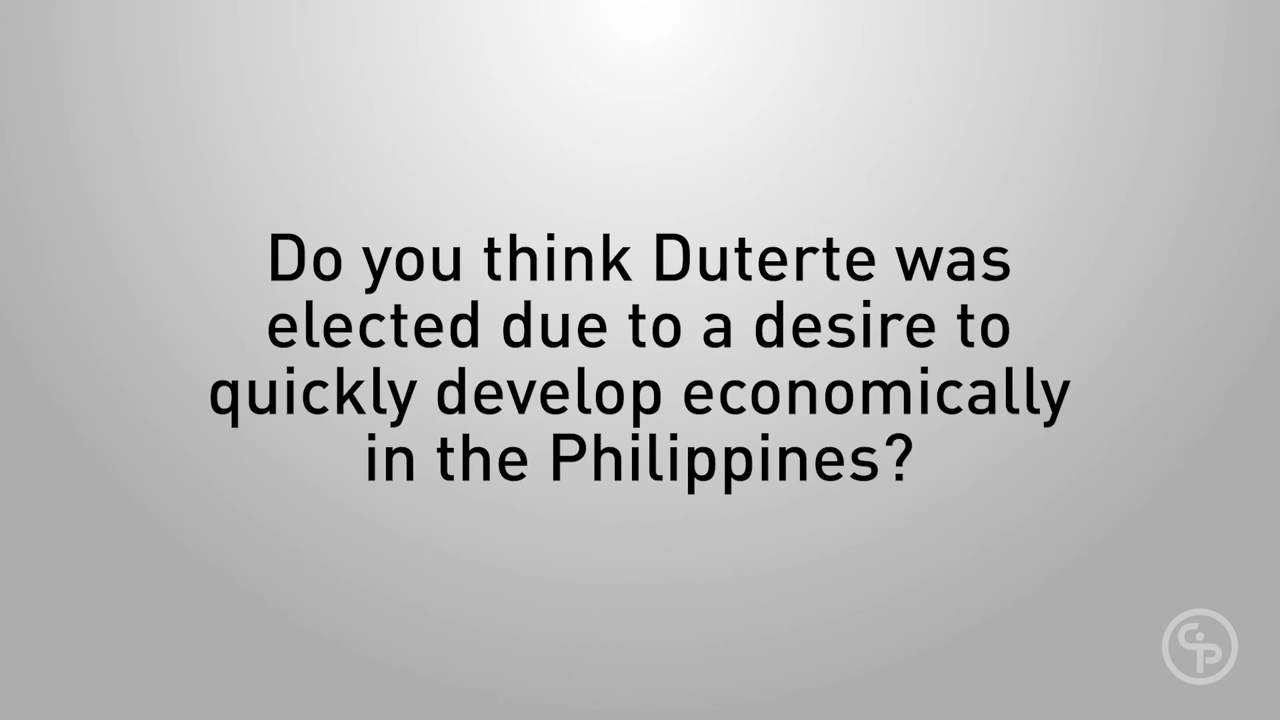 Do you think Duterte was
elected due to a desire to
quickly develop economically
in the Philippines?